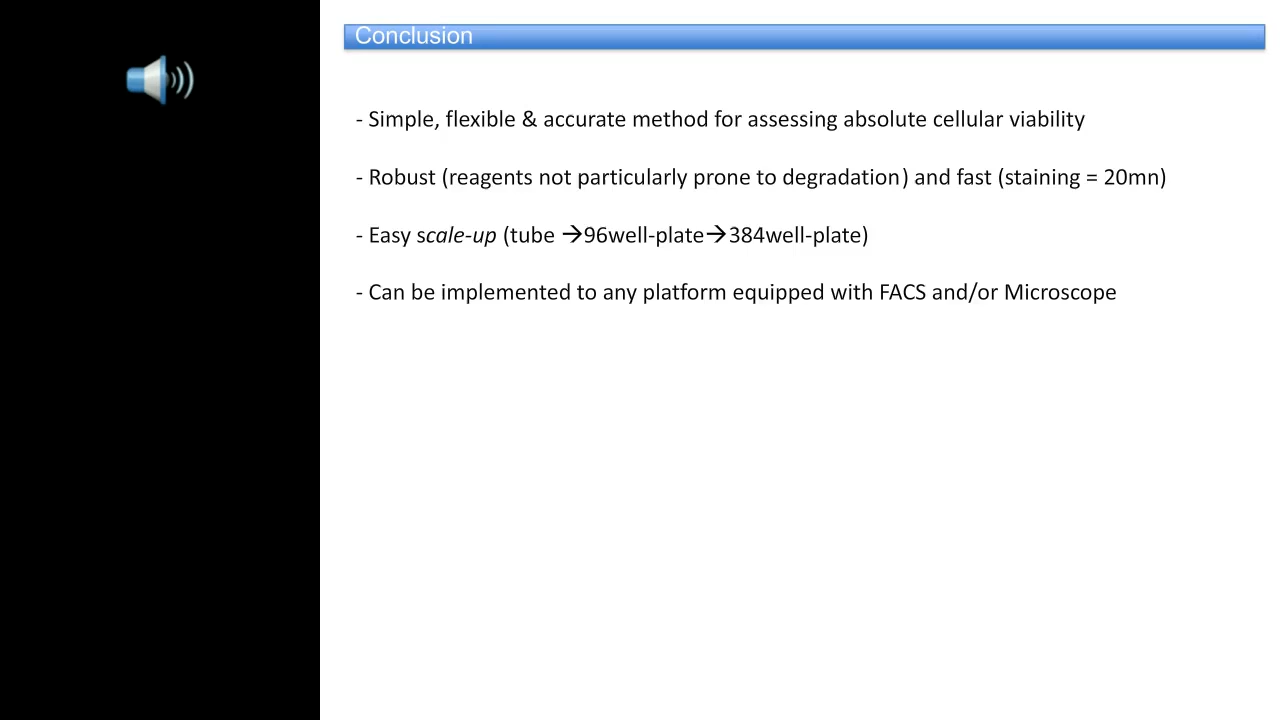 Conclusion
- Simple, flexible & accurate method for assessing absolute cellular viability
- Robust (reagents not particularly prone to degradation) and fast (staining = 20mn)
- Easy scale-up (tube →96well-plate→384well-plate)
- Can be implemented to any platform equipped with FACS and/or Microscope